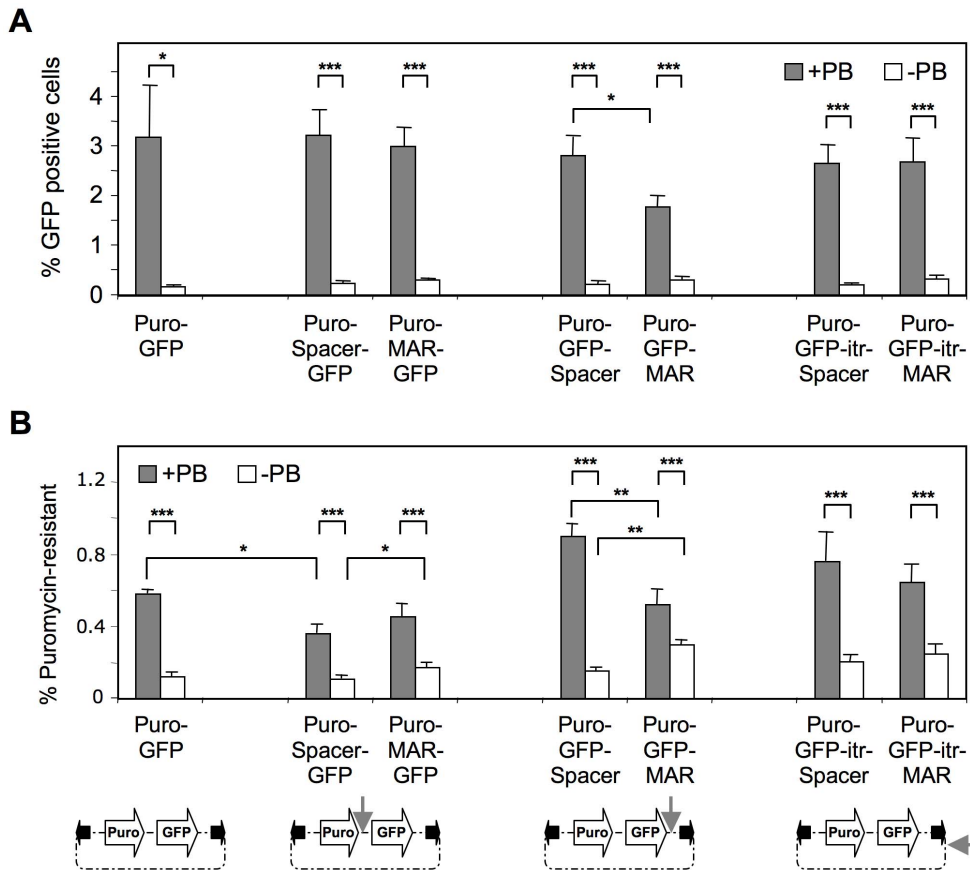 A
% GFP positive cells
4
3
2
1
0
+PB
-PB
*
***
***
***
*
***
***
***
Puro-
GFP
Puro-
Spacer-
GFP
Puro-
MAR-
GFP
Puro-
GFP-
Spacer
Puro-
GFP-
MAR
Puro-
GFP-itr-
Spacer
Puro-
GFP-itr-
MAR
B
% Puromycin-resistant
1.2
0.8
0.4
0
+PB
-PB
***
*
***
***
*
***
***
**
**
***
***
Puro-
GFP
Puro-
Spacer-
GFP
Puro-
MAR-
GFP
Puro-
GFP-
Spacer
Puro-
GFP-
MAR
Puro-
GFP-itr-
Spacer
Puro-
GFP-itr-
MAR
Puro
GFP
Puro
GFP
Puro
GFP
Puro
GFP